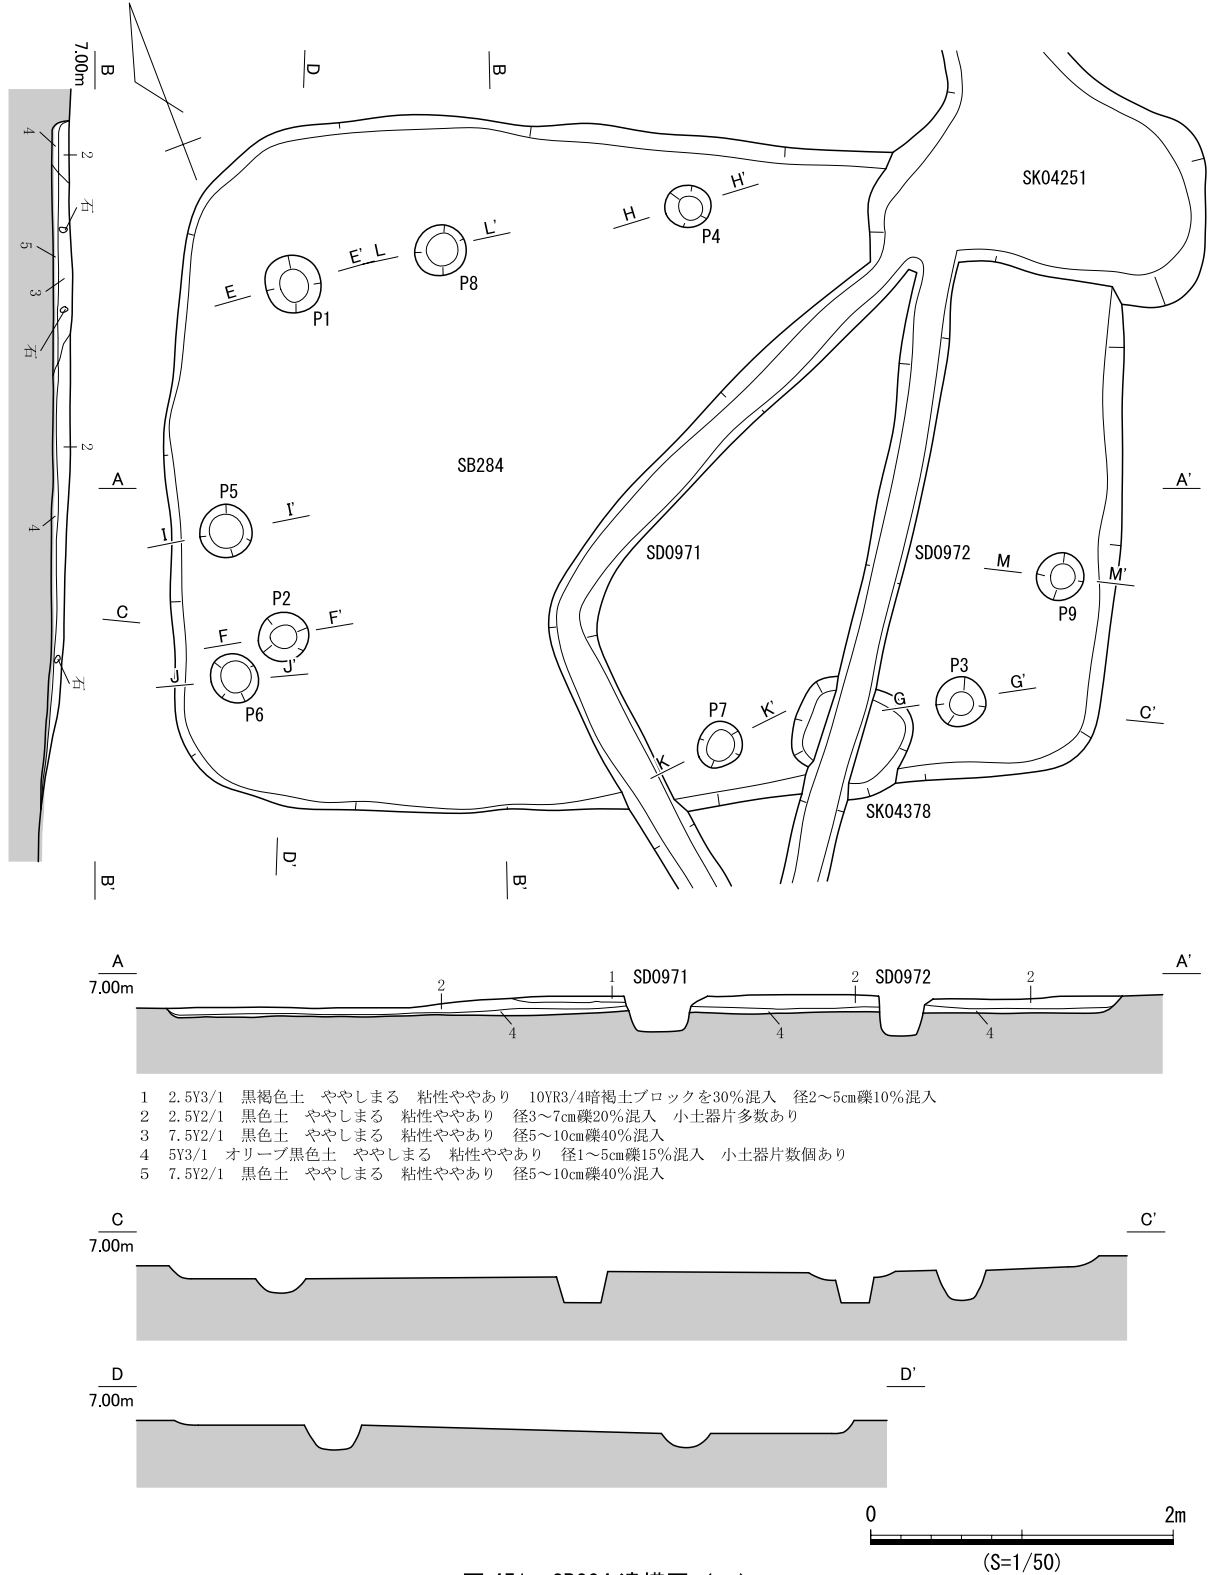 7.00m
B
D
B
4
2
石
5
3
石
2
4
石
B'
D'
B'
SK04251
H
H'
P4
E
E'
L
L'
P8
P1
SB284
A
A'
P5
I
I'
SD0971
SD0972
M
M'
P9
C
C'
P2
F
F'
J
J'
P6
P3
G
G'
P7
K
K'
SK04378
A
A'
7.00m
2
1
SD0971
2
SD0972
2
4
4
4
1 2.5Y3/1 黒褐色土 ややしまる 粘性ややあり 10YR3/4暗褐土ブロックを30%混入 径2～5cm礫10%混入
2 2.5Y2/1 黒色土 ややしまる 粘性ややあり 径3～7cm礫20%混入 小土器片多数あり
3 7.5Y2/1 黒色土 ややしまる 粘性ややあり 径5～10cm礫40%混入
4 5Y3/1 オリーブ黒色土 ややしまる 粘性ややあり 径1～5cm礫15%混入 小土器片数個あり
5 7.5Y2/1 黒色土 ややしまる 粘性ややあり 径5～10cm礫40%混入
C
C'
7.00m
D
D'
7.00m
0
2m
(S=1/50)